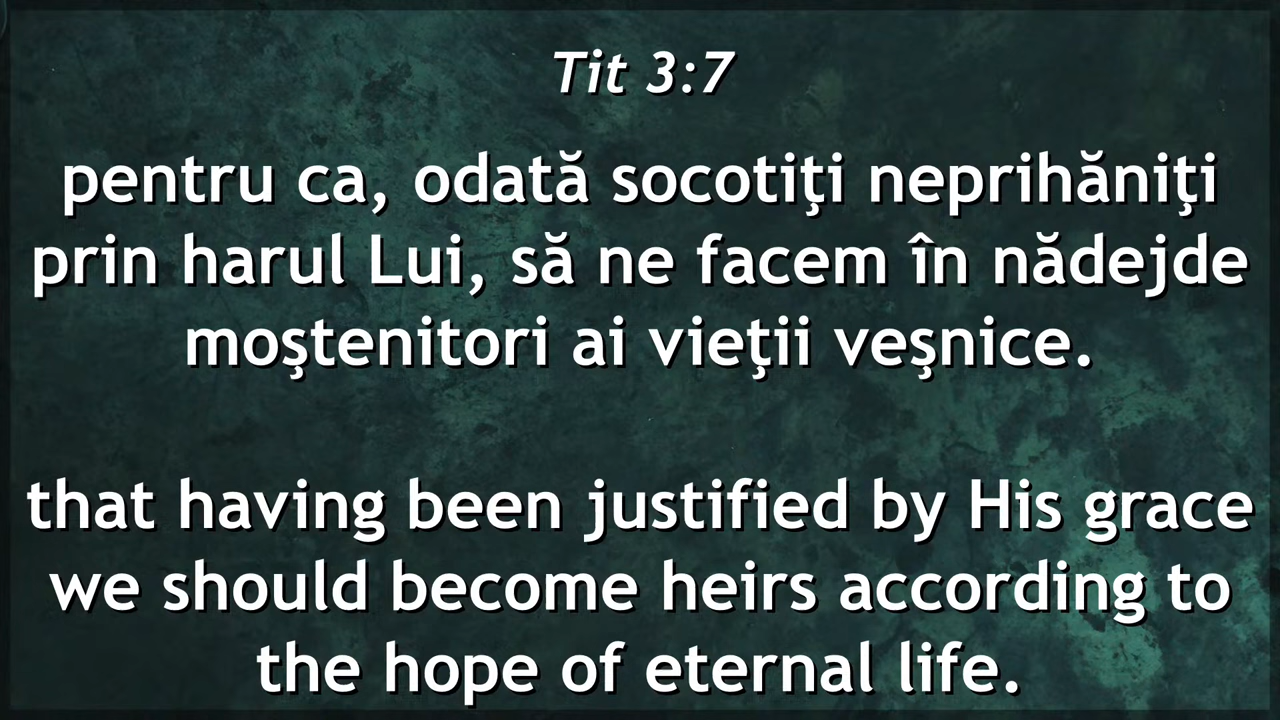 Tit 3:7
pentru ca, odată socotiţi neprihăniţi
prin harul Lui, să ne facem în nădejde
moştenitori ai vieţii veşnice.
that having been justified by His grace
we should become heirs according to
the hope of eternal life.